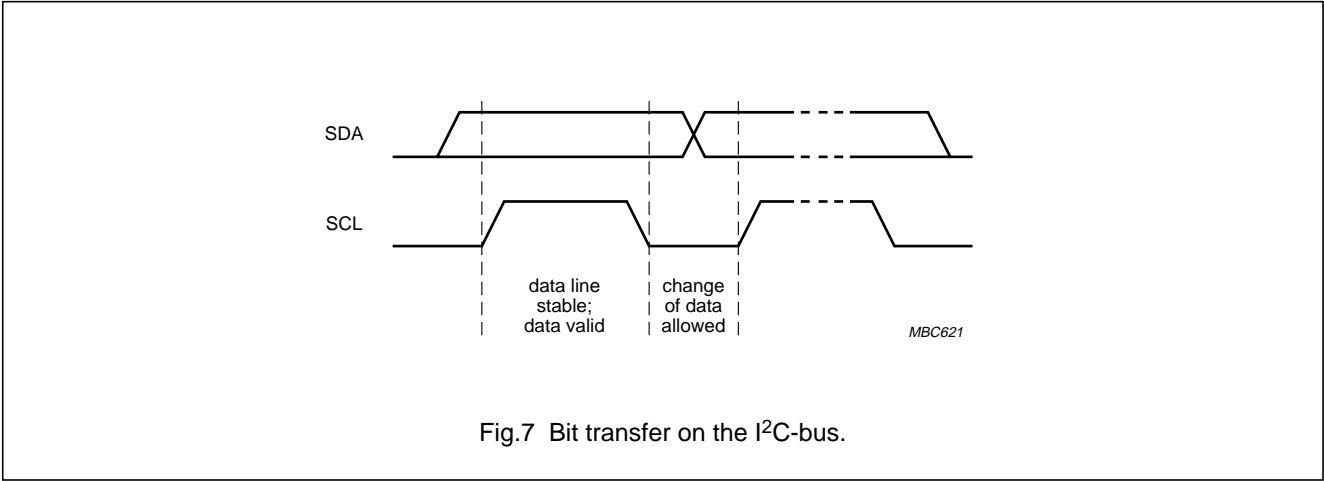 SDA
SCL
data line
stable;
data valid
change
of data
allowed
MBC621
Fig.7 Bit transfer on the I²C-bus.